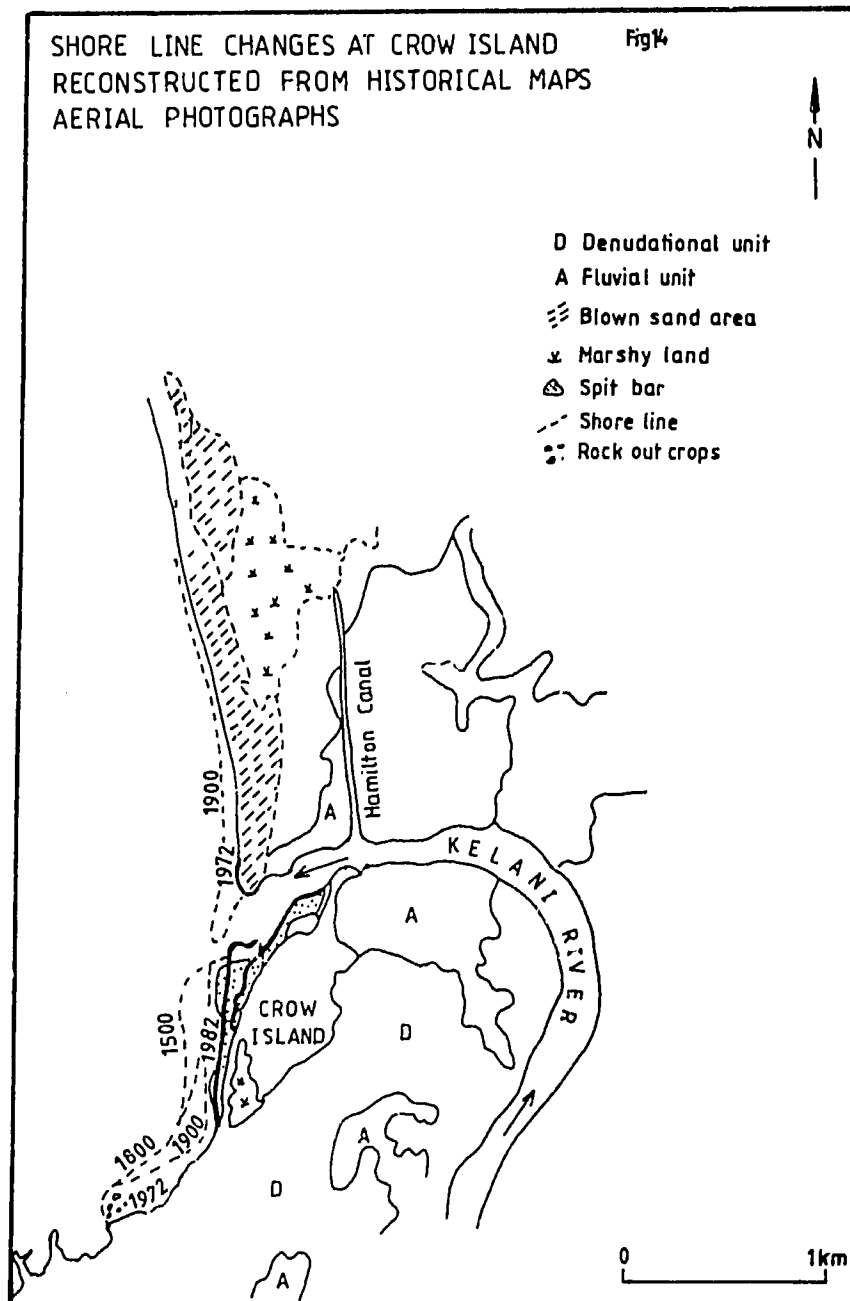 SHORE LINE CHANGES AT CROW ISLAND
Fig14
RECONSTRUCTED FROM HISTORICAL MAPS
AERIAL PHOTOGRAPHS
N
D Denudational unit
A Fluvial unit
Blown sand area
Marshy land
Spit bar
Shore line
Rock out crops
Hamilton Canal
1900
1972
A
KELANI RIVER
A
CROW
ISLAND
D
1500
1982
1800
1900
1972
A
D
A
0 1km